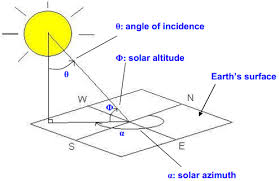 θ: angle of incidence
Φ: solar altitude
θ
Earth's surface
W
N
Φ
α
S
E
α: solar azimuth